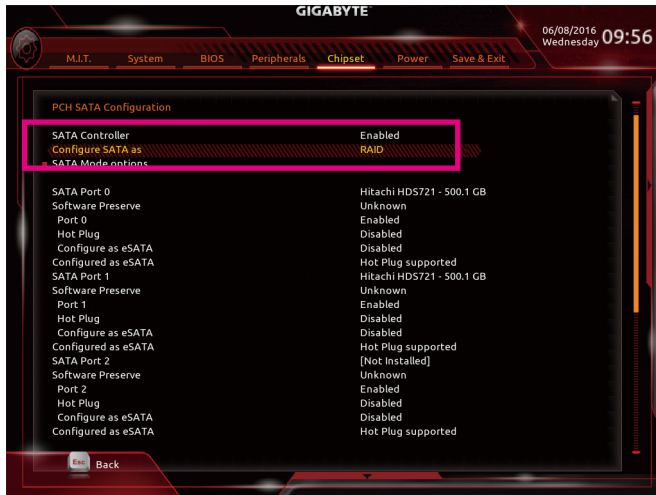 GIGABYTE
06/08/2016 Wednesday 09:56
M.I.T. System BIOS Peripherals Chipset Power Save & Exit
PCH SATA Configuration
SATA Controller Enabled
Configure SATA as RAID
SATA Mode options
SATA Port 0 Hitachi HDS721 - 500.1 GB
Software Preserve Unknown
Port 0 Enabled
Hot Plug Disabled
Configure as eSATA Disabled
Configured as eSATA Hot Plug supported
SATA Port 1 Hitachi HDS721 - 500.1 GB
Software Preserve Unknown
Port 1 Enabled
Hot Plug Disabled
Configure as eSATA Disabled
Configured as eSATA Hot Plug supported
SATA Port 2 [Not Installed]
Software Preserve Unknown
Port 2 Enabled
Hot Plug Disabled
Configure as eSATA Disabled
Configured as eSATA Hot Plug supported
Esc Back